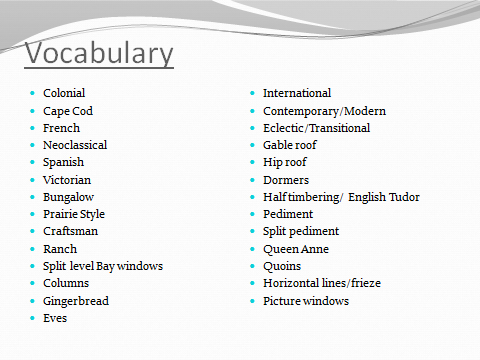 Vocabulary
Colonial
Cape Cod
French
Neoclassical
Spanish
Victorian
Bungalow
Prairie Style
Craftsman
Ranch
Split level Bay windows
Columns
Gingerbread
Eves
International
Contemporary/Modern
Eclectic/Transitional
Gable roof
Hip roof
Dormers
Half timbering/ English Tudor
Pediment
Split pediment
Queen Anne
Quoins
Horizontal lines/frieze
Picture windows